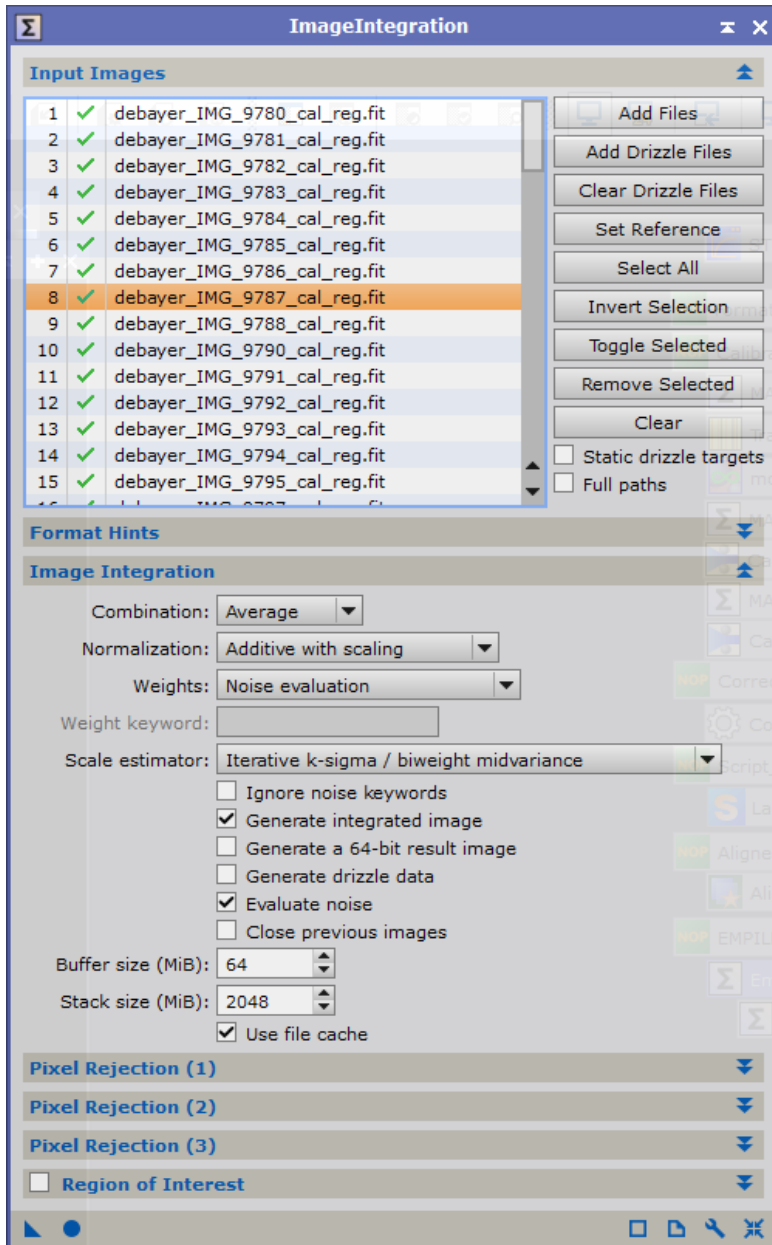 ImageIntegration
Input Images
1 debayer_IMG_9780_cal_reg.fit
2 debayer_IMG_9781_cal_reg.fit
3 debayer_IMG_9782_cal_reg.fit
4 debayer_IMG_9783_cal_reg.fit
5 debayer_IMG_9784_cal_reg.fit
6 debayer_IMG_9785_cal_reg.fit
7 debayer_IMG_9786_cal_reg.fit
8 debayer_IMG_9787_cal_reg.fit
9 debayer_IMG_9788_cal_reg.fit
10 debayer_IMG_9790_cal_reg.fit
11 debayer_IMG_9791_cal_reg.fit
12 debayer_IMG_9792_cal_reg.fit
13 debayer_IMG_9793_cal_reg.fit
14 debayer_IMG_9794_cal_reg.fit
15 debayer_IMG_9795_cal_reg.fit
Add Files
Add Drizzle Files
Clear Drizzle Files
Set Reference
Select All
Invert Selection
Toggle Selected
Remove Selected
Clear
Static drizzle targets
Full paths
Format Hints
Image Integration
Combination: Average
Normalization: Additive with scaling
Weights: Noise evaluation
Weight keyword:
Scale estimator: Iterative k-sigma / biweight midvariance
Ignore noise keywords
Generate integrated image
Generate a 64-bit result image
Generate drizzle data
Evaluate noise
Close previous images
Buffer size (MiB): 64
Stack size (MiB): 2048
Use file cache
Pixel Rejection (1)
Pixel Rejection (2)
Pixel Rejection (3)
Region of Interest